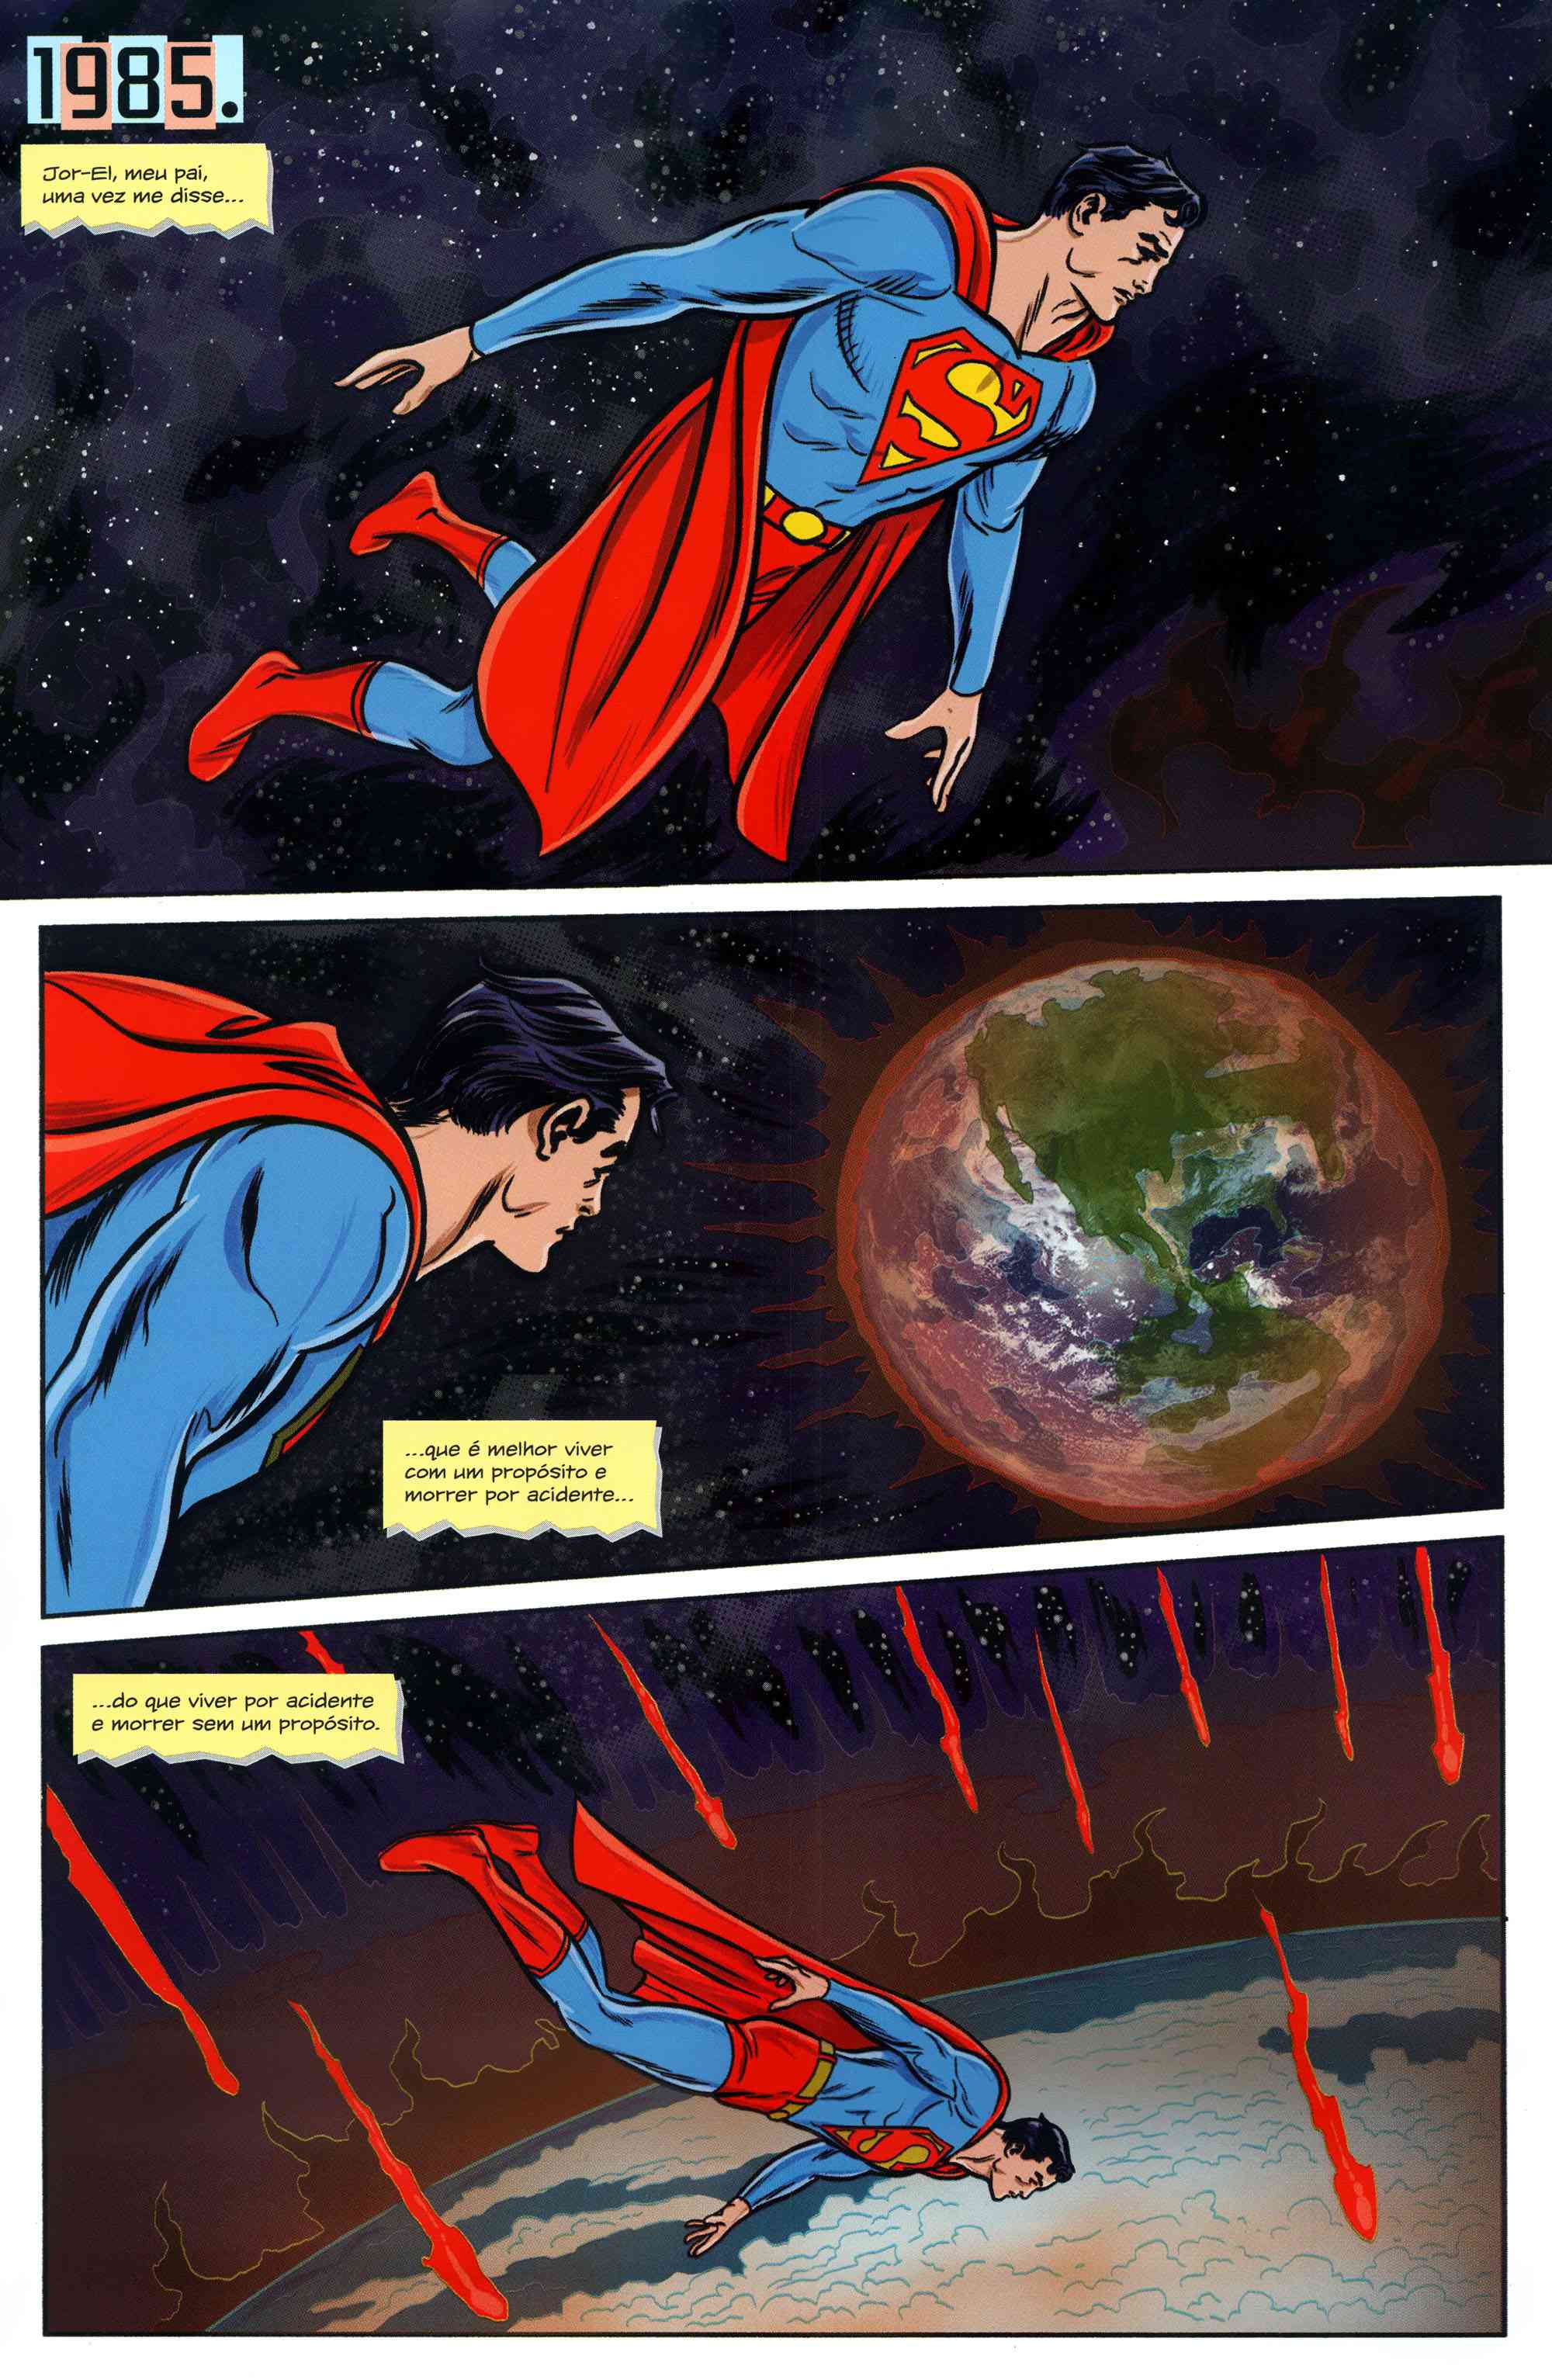 1985.
Jor-El, meu pai,
uma vez me disse...
S
...que é melhor viver
com um propósito e
morrer por acidente...
...do que viver por acidente
e morrer sem um propósito.
S